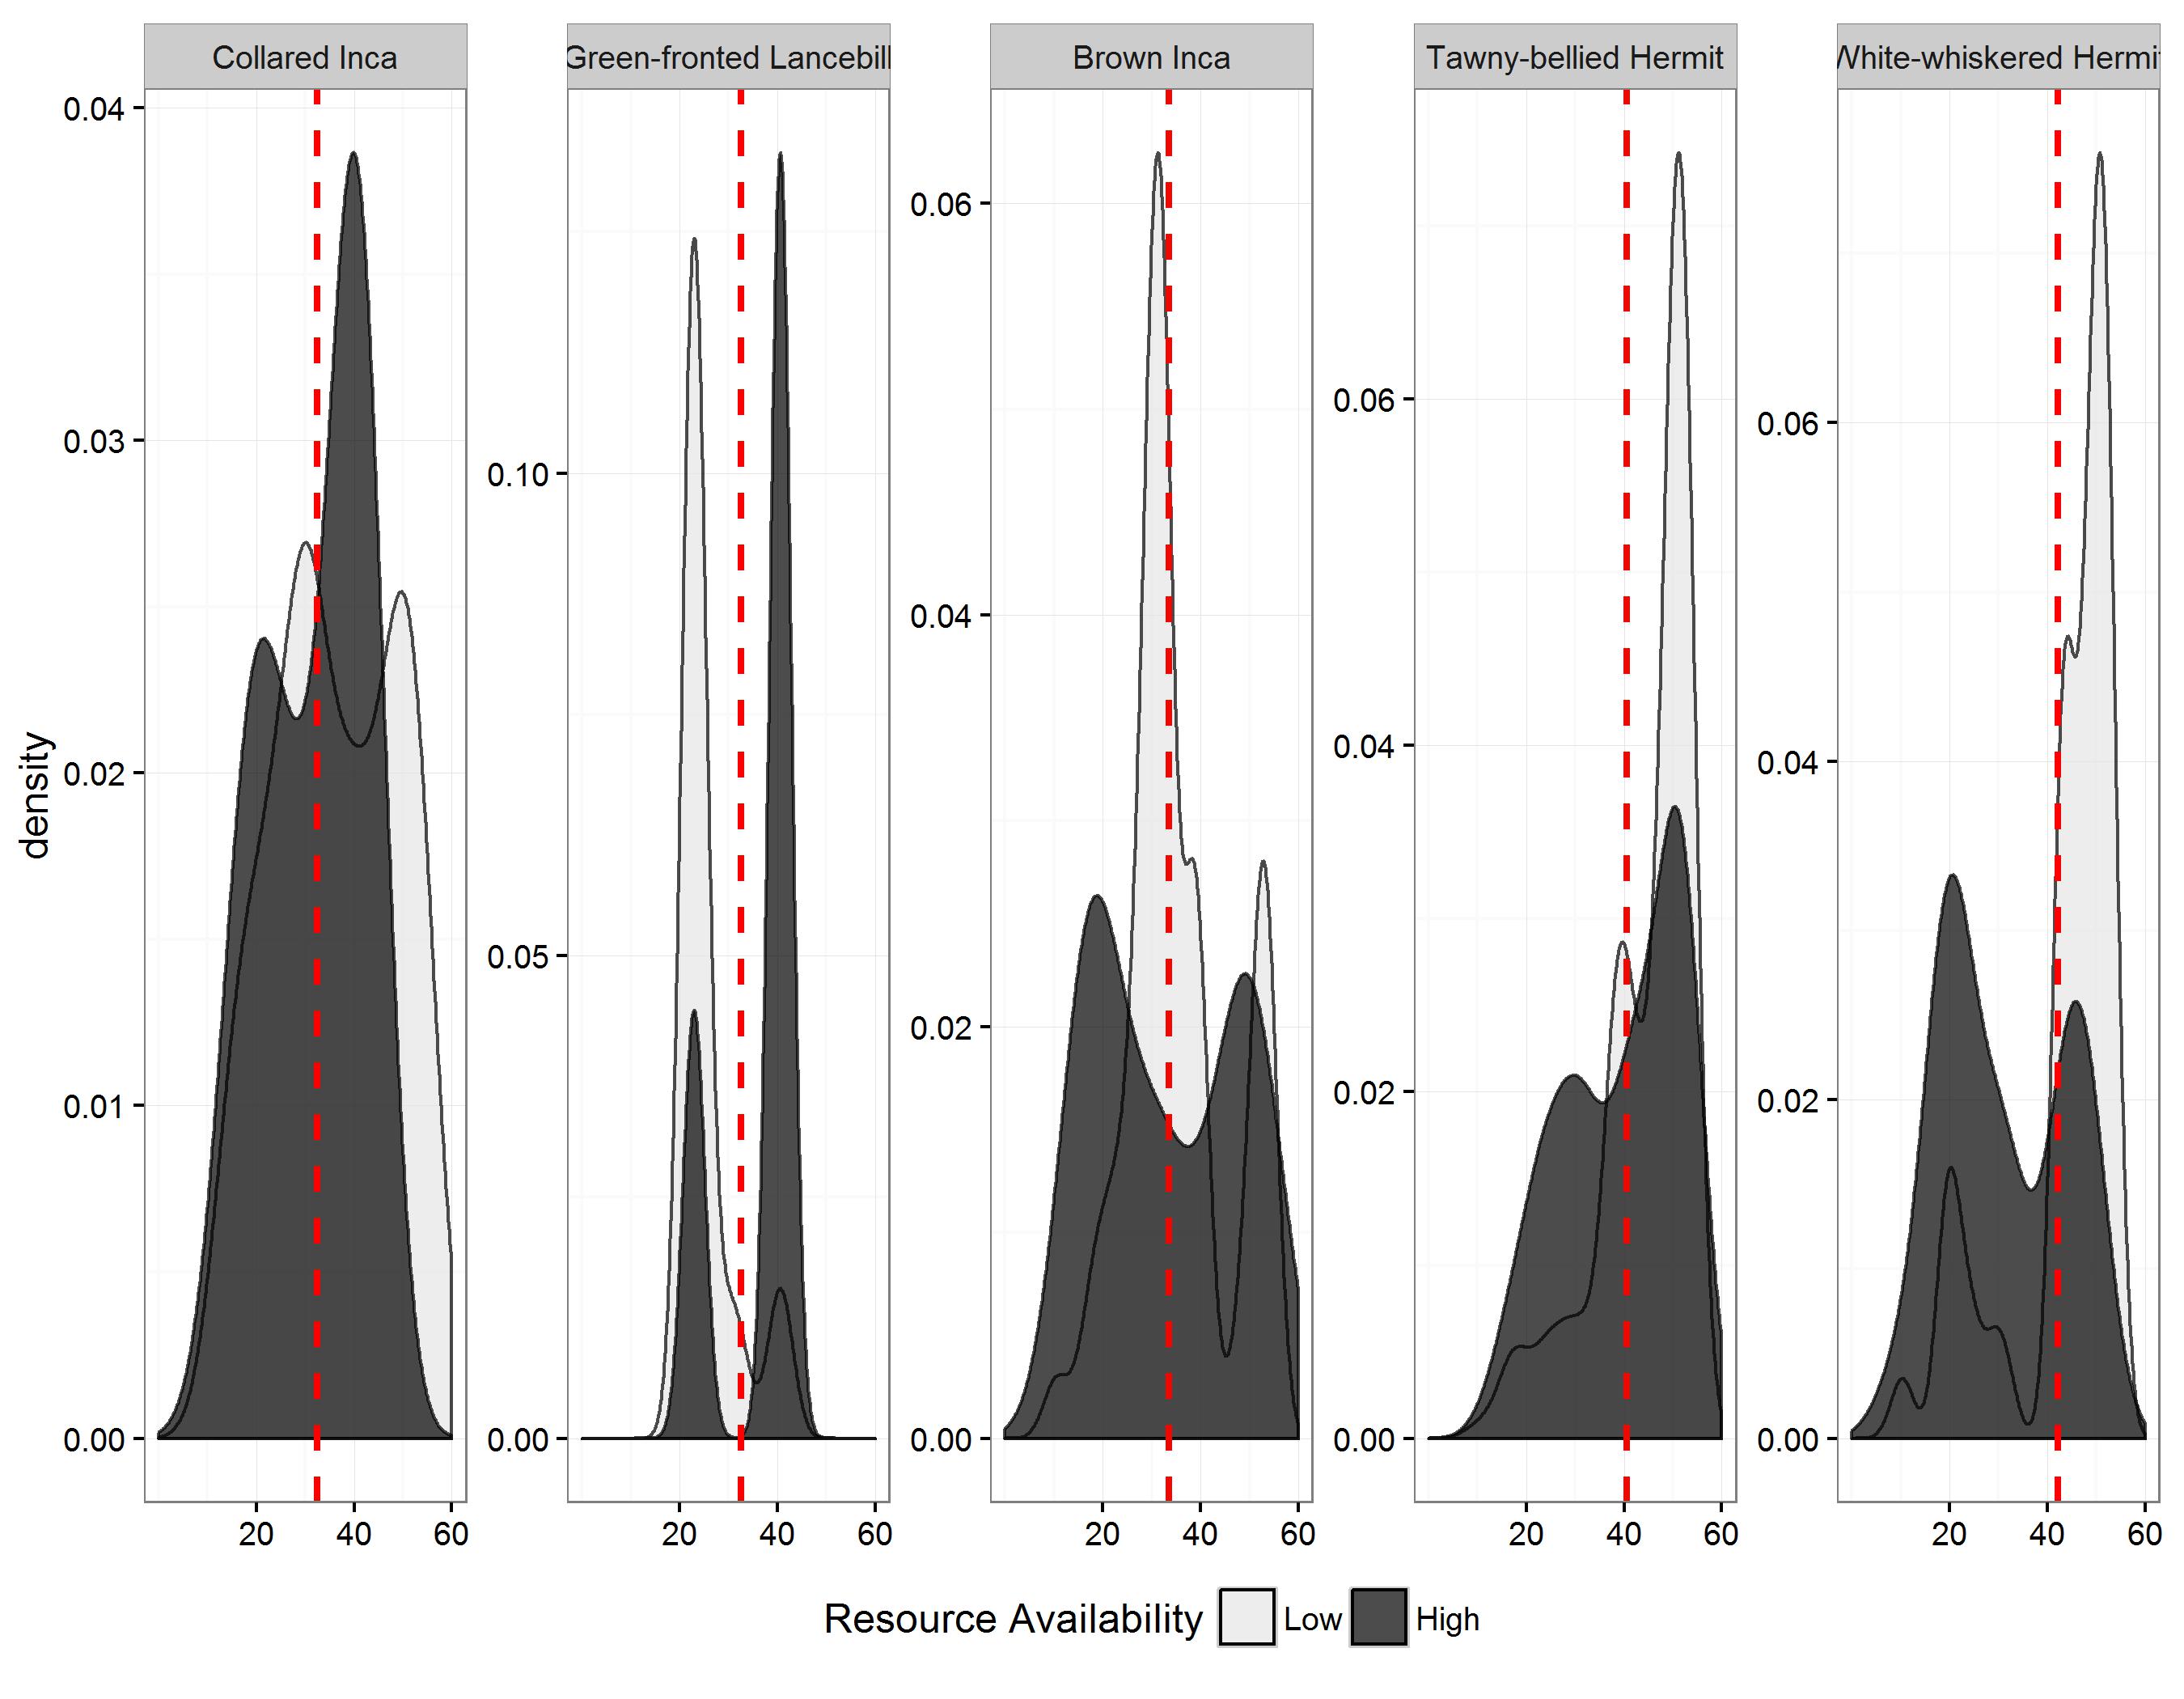 Collared Inca
Green-fronted Lancebill
Brown Inca
Tawny-bellied Hermit
White-whiskered Hermit
density
0.04
0.03
0.02
0.01
0.00
0.10
0.05
0.00
0.06
0.04
0.02
0.00
0.06
0.04
0.02
0.00
0.06
0.04
0.02
0.00
20 40 60
20 40 60
20 40 60
20 40 60
20 40 60
Resource Availability Low High